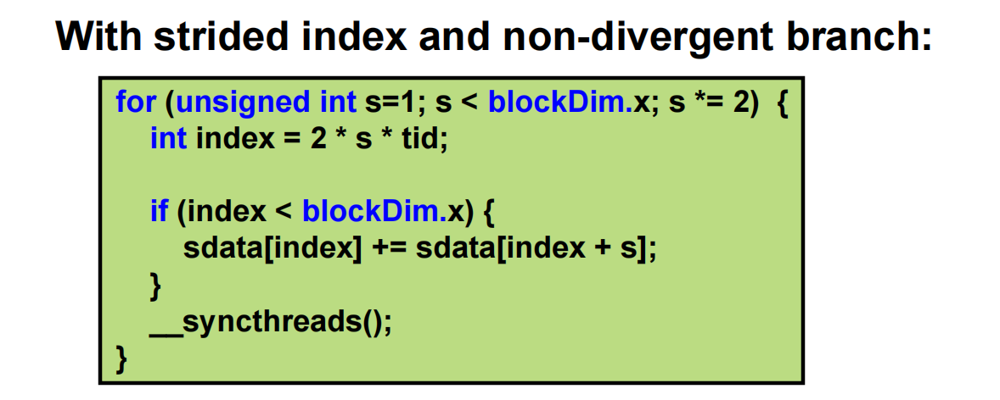 With strided index and non-divergent branch:
for (unsigned int s=1; s < blockDim.x; s *= 2) {
int index = 2 * s * tid;
if (index < blockDim.x) {
sdata[index] += sdata[index + s];
}
__syncthreads();
}